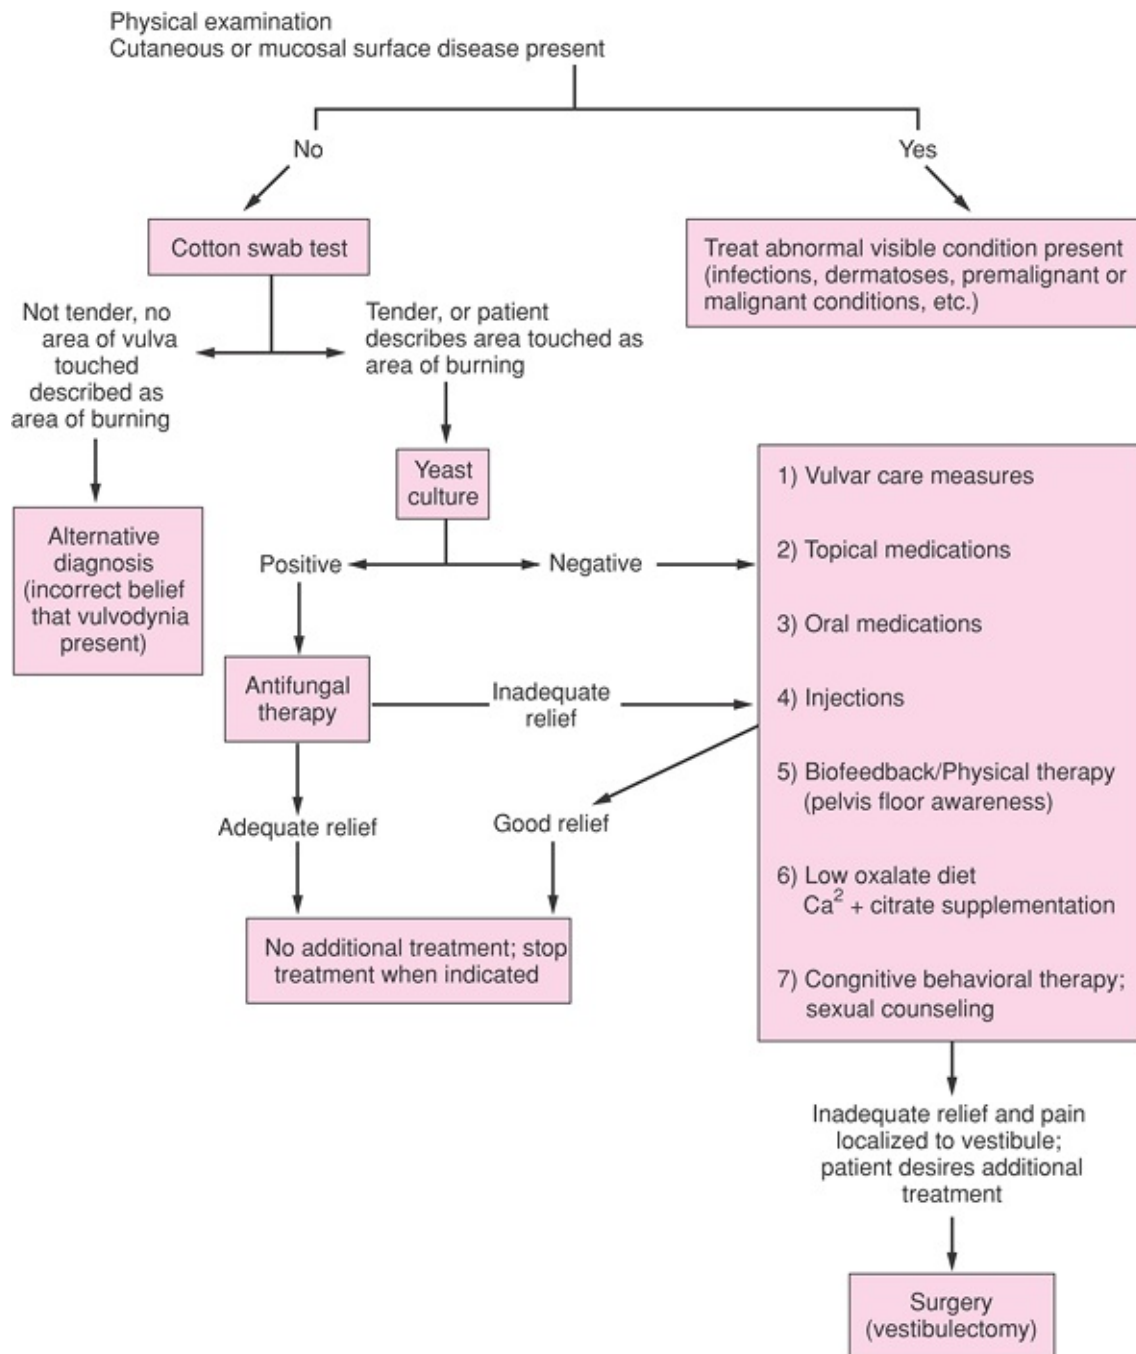 Physical examination
Cutaneous or mucosal surface disease present
No
Yes
Cotton swab test
Treat abnormal visible condition present
(infections, dermatoses, premalignant or
malignant conditions, etc.)
Not tender, no
area of vulva
touched
described as
area of burning
Tender, or patient
describes area touched as
area of burning
Yeast
culture
Alternative
diagnosis
(incorrect belief
that vulvodynia
present)
Positive
Negative
Antifungal
therapy
Inadequate
relief
Adequate relief
Good relief
No additional treatment; stop
treatment when indicated
1) Vulvar care measures
2) Topical medications
3) Oral medications
4) Injections
5) Biofeedback/Physical therapy
(pelvis floor awareness)
6) Low oxalate diet
Ca² + citrate supplementation
7) Congnitive behavioral therapy;
sexual counseling
Inadequate relief and pain
localized to vestibule;
patient desires additional
treatment
Surgery
(vestibulectomy)